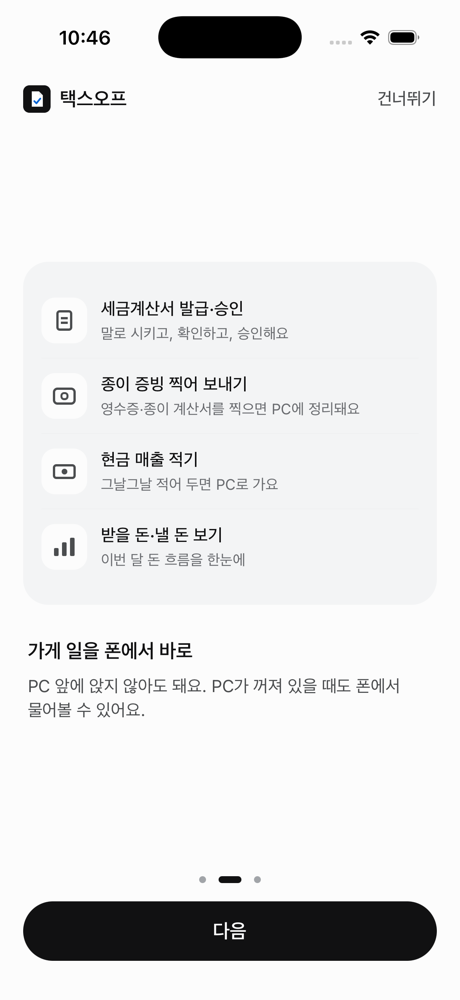 10:46
택스오프
건너뛰기
세금계산서 발급·승인
말로 시키고, 확인하고, 승인해요
종이 증빙 찍어 보내기
영수증·종이 계산서를 찍으면 PC에 정리돼요
현금 매출 적기
그날그날 적어 두면 PC로 가요
받을 돈·낼 돈 보기
이번 달 돈 흐름을 한눈에
가게 일을 폰에서 바로
PC 앞에 앉지 않아도 돼요. PC가 꺼져 있을 때도 폰에서
물어볼 수 있어요.
다음